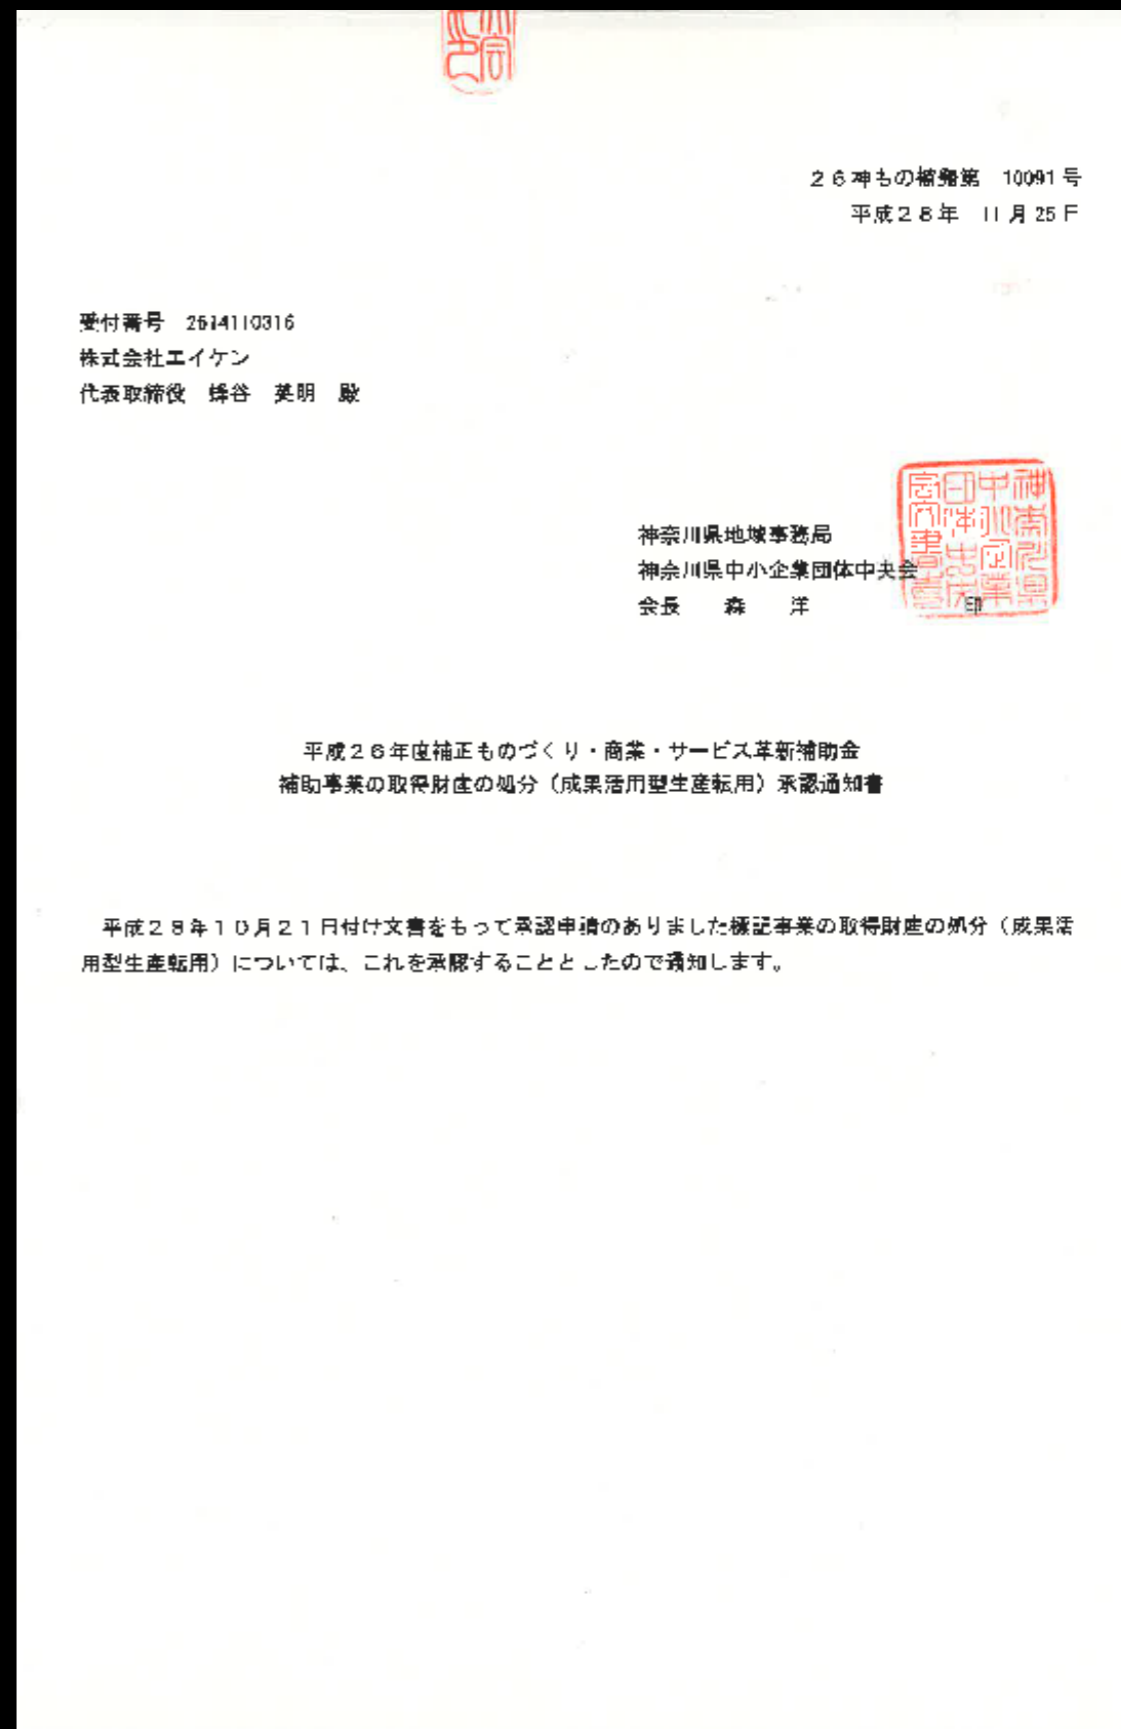 26神もの補発第 10091号
平成28年 11月25日
受付番号 2614110316
株式会社エイケン
代表取締役 蜂谷 英明 殿
神奈川県地域事務局
神奈川県中小企業団体中央会
会長 森 洋 印
平成26年度補正ものづくり・商業・サービス革新補助金
補助事業の取得財産の処分（成果活用型生産転用）承認通知書
平成28年10月21日付け文書をもって承認申請のありました標記事業の取得財産の処分（成果活
用型生産転用）については、これを承認することとしたので通知します。